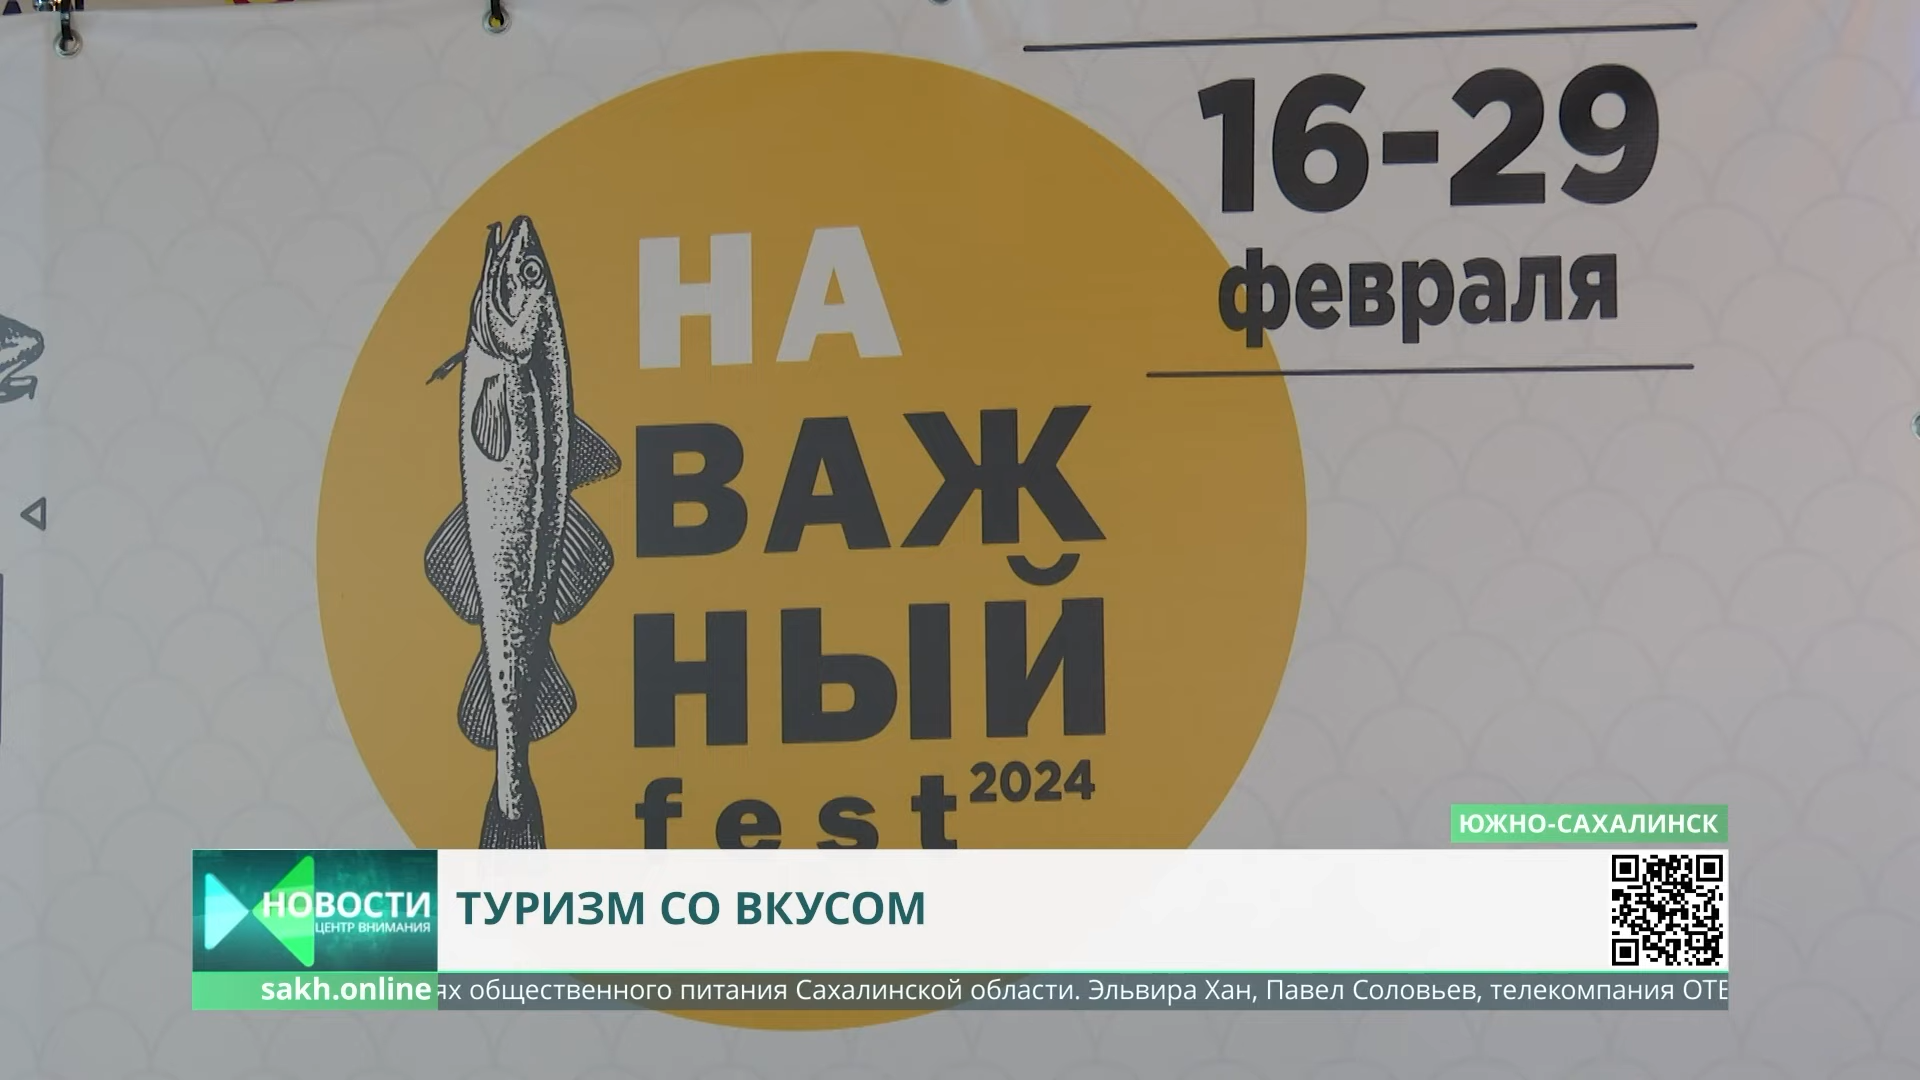 16-29
февраля
НА
ВАЖ
НЫЙ
fest 2024
ЮЖНО-САХАЛИНСК
НОВОСТИ
ЦЕНТР ВНИМАНИЯ
ТУРИЗМ СО ВКУСОМ
sakh.online
ях общественного питания Сахалинской области. Эльвира Хан, Павел Соловьев, телекомпания ОТВ